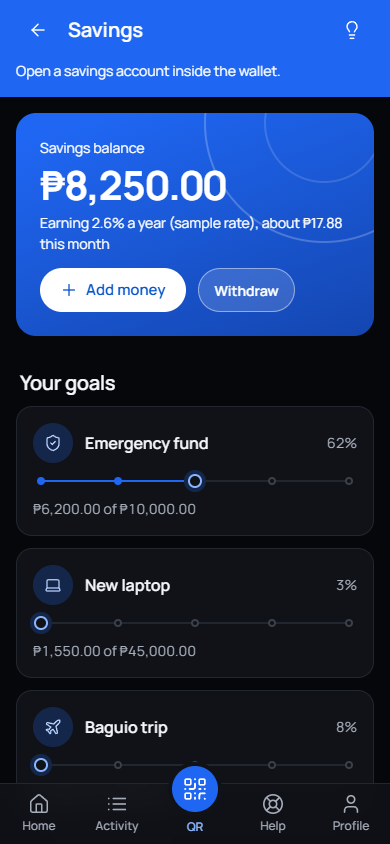 Savings
Open a savings account inside the wallet.
Savings balance
₱8,250.00
Earning 2.6% a year (sample rate), about ₱17.88
this month
Add money
Withdraw
Your goals
Emergency fund
62%
₱6,200.00 of ₱10,000.00
New laptop
3%
₱1,550.00 of ₱45,000.00
Baguio trip
8%
Home
Activity
QR
Help
Profile